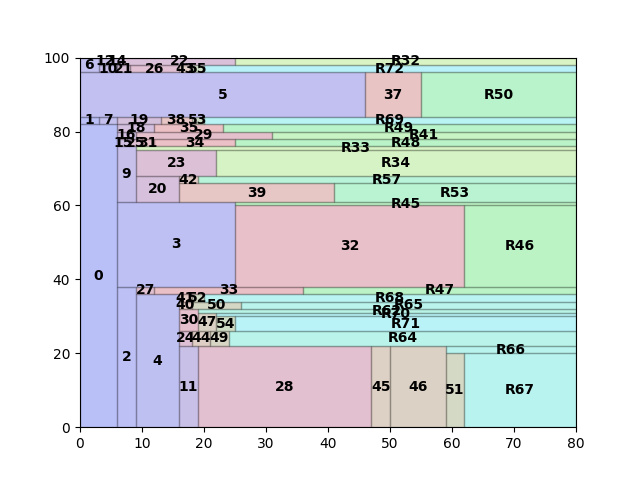 100
12 14 22 R32
6 10 21 26 43 55 R72
5 37 R50
1 7 19 38 53 R69
80
18 35 R49
16 29 R41
15 25 31 34 R48
R33
23 R34
9 42 R57
20 39 R53
60
R45
3 32 R46
0
40
27 33 R47
41 52 R68
40 50 R65
R70
30 47 54 R71
24 44 49 R64
20 R66
2 4 11 28 45 46 51 R67
0
0 10 20 30 40 50 60 70 80